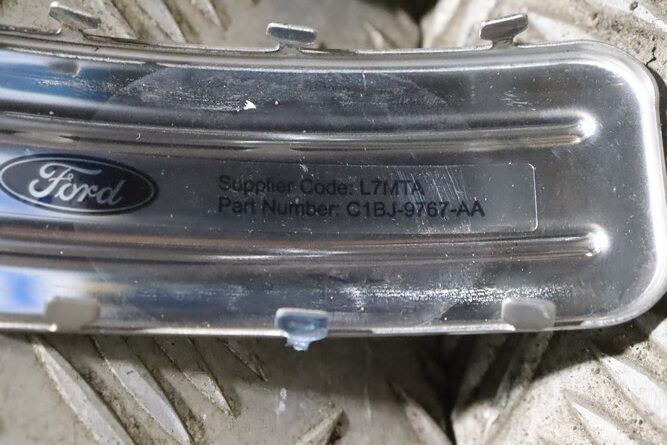 Ford
Supplier Code: L7MTA
Part Number: C1BJ-9767-AA